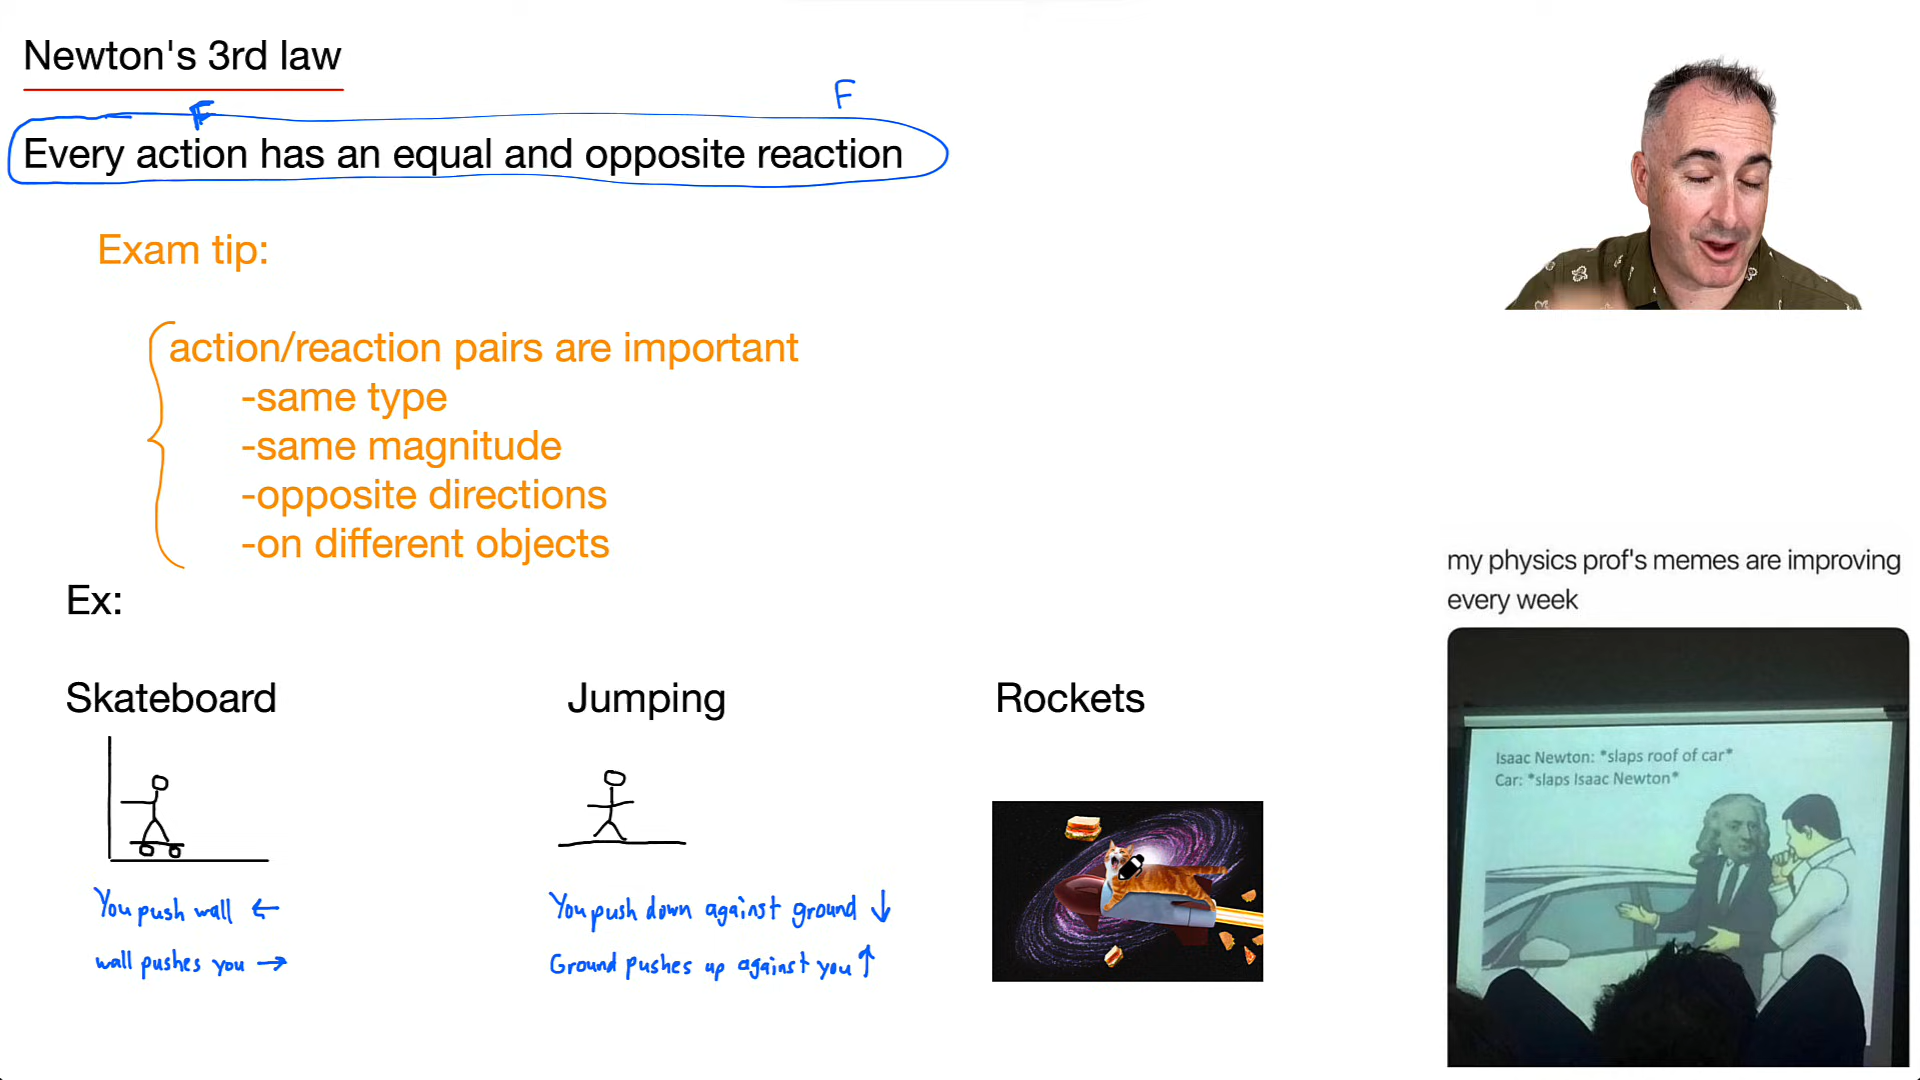 Newton's 3rd law
F
F
Every action has an equal and opposite reaction
Exam tip:
action/reaction pairs are important
-same type
-same magnitude
-opposite directions
-on different objects
Ex:
Skateboard
You push wall ←
wall pushes you →
Jumping
You push down against ground ↓
Ground pushes up against you ↑
Rockets
my physics prof's memes are improving
every week
Isaac Newton: *slaps roof of car*
Car: *slaps Isaac Newton*